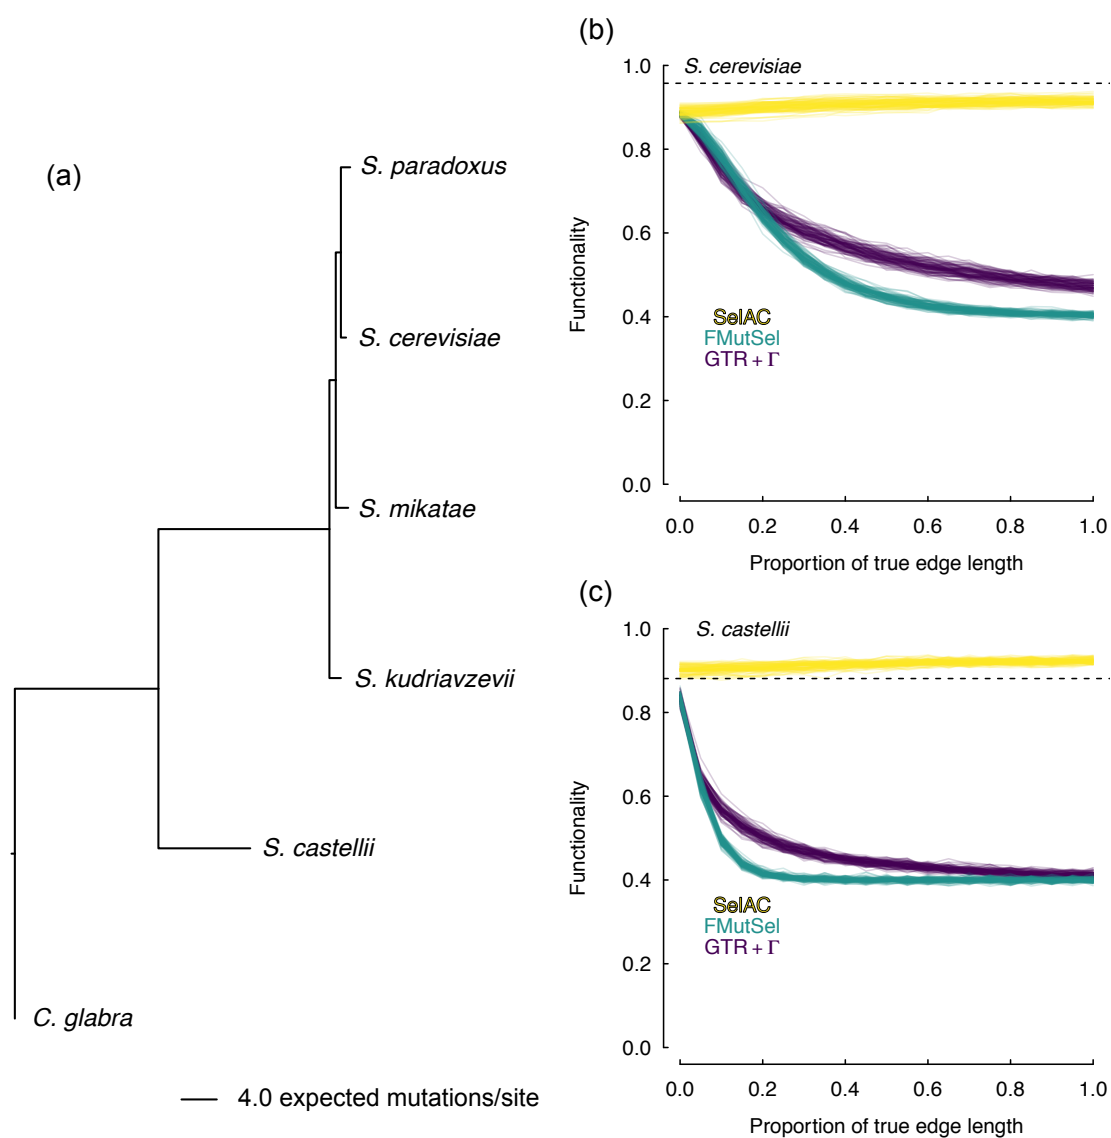 (a)
S. paradoxus
S. cerevisiae
S. mikatae
S. kudriavzevii
S. castellii
C. glabra
4.0 expected mutations/site
(b)
S. cerevisiae
1.0
0.8
0.6
0.4
0.2
0.0
Functionality
SelAC
FMutSel
GTR + Γ
0.0 0.2 0.4 0.6 0.8 1.0
Proportion of true edge length
(c)
S. castellii
1.0
0.8
0.6
0.4
0.2
0.0
Functionality
SelAC
FMutSel
GTR + Γ
0.0 0.2 0.4 0.6 0.8 1.0
Proportion of true edge length